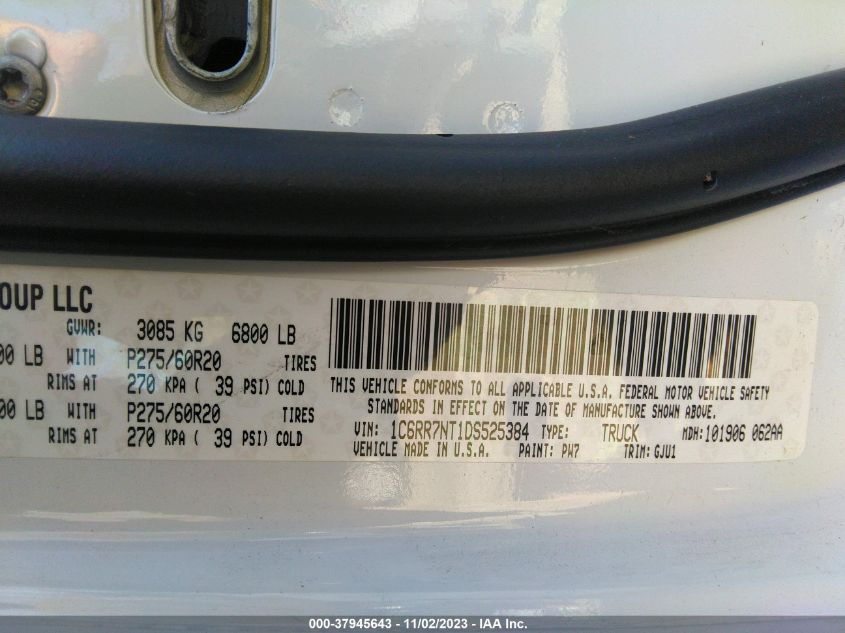 OUP LLC
GVWR: 3085 KG 6800 LB
00 LB WITH P275/60R20 TIRES
RIMS AT 270 KPA ( 39 PSI) COLD
00 LB WITH P275/60R20 TIRES
RIMS AT 270 KPA ( 39 PSI) COLD
THIS VEHICLE CONFORMS TO ALL APPLICABLE U.S.A. FEDERAL MOTOR VEHICLE SAFETY
STANDARDS IN EFFECT ON THE DATE OF MANUFACTURE SHOWN ABOVE.
VIN: 1C6RR7NT1DS525384 TYPE: TRUCK MDH: 101906 062AA
VEHICLE MADE IN U.S.A. PAINT: PW7 TRIM: GJU1
000-37945643 - 11/02/2023 - IAA Inc.